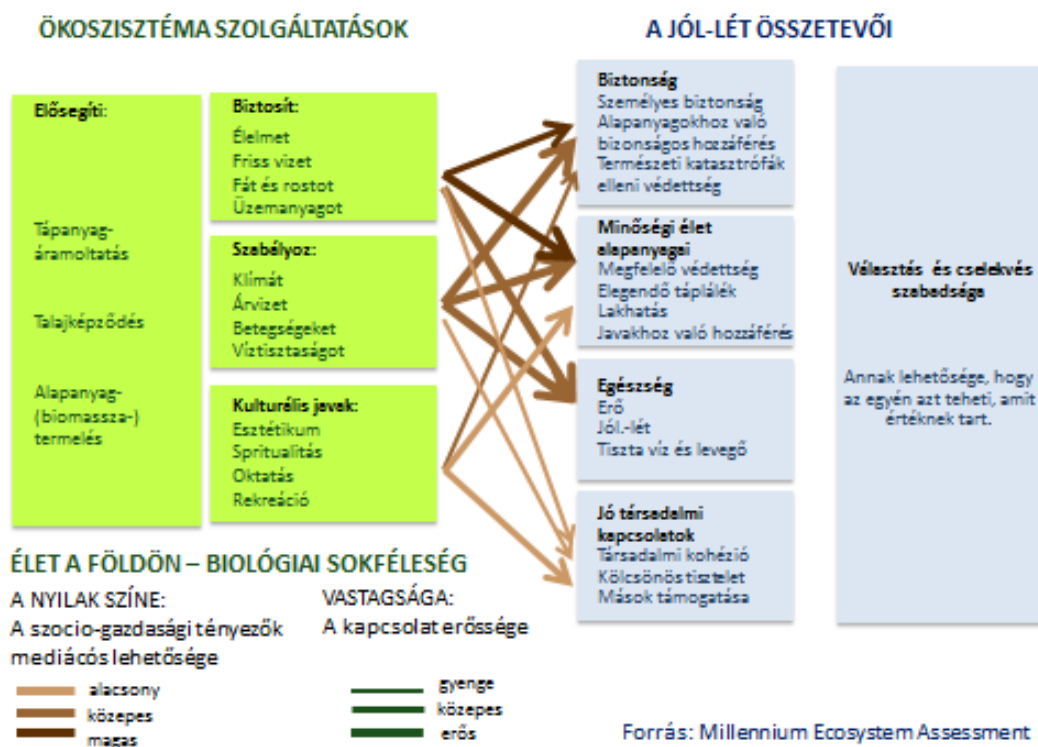 ÖKOSZISZTÉMA SZOLGÁLTATÁSOK
Elősegíti:
Tápanyag-
áramoltatás
Talajképződés
Alapanyag-
(biomassza-)
termelés
Biztosít:
Élelmet
Friss vizet
Fát és rostot
Üzemanyagot
Szabályoz:
Klímát
Árvizet
Betegségeket
Víztisztaságot
Kulturális javak:
Esztétikum
Spritualitás
Oktatás
Rekreáció
A JÓL-LÉT ÖSSZETEVŐI
Biztonság
Személyes biztonság
Alapanyagokhoz való
bizonságos hozzáférés
Természeti katasztrófák
elleni védettség
Minőségi élet
alapanyagai
Megfelelő védettség
Elegendő táplálék
Lakhatás
Javakhoz való hozzáférés
Egészség
Erő
Jól.-lét
Tiszta víz és levegő
Jó társadalmi
kapcsolatok
Társadalmi kohézió
Kölcsönös tisztelet
Mások támogatása
Választás és cselekvés
szabadsága
Annak lehetősége, hogy
az egyén azt teheti, amit
értéknek tart.
ÉLET A FÖLDÖN – BIOLÓGIAI SOKFÉLESÉG
A NYILAK SZÍNE:
A szocio-gazdasági tényezők
mediácós lehetősége
alacsony
közepes
magas
VASTAGSÁGA:
A kapcsolat erőssége
gyenge
közepes
erős
Forrás: Millennium Ecosystem Assessment